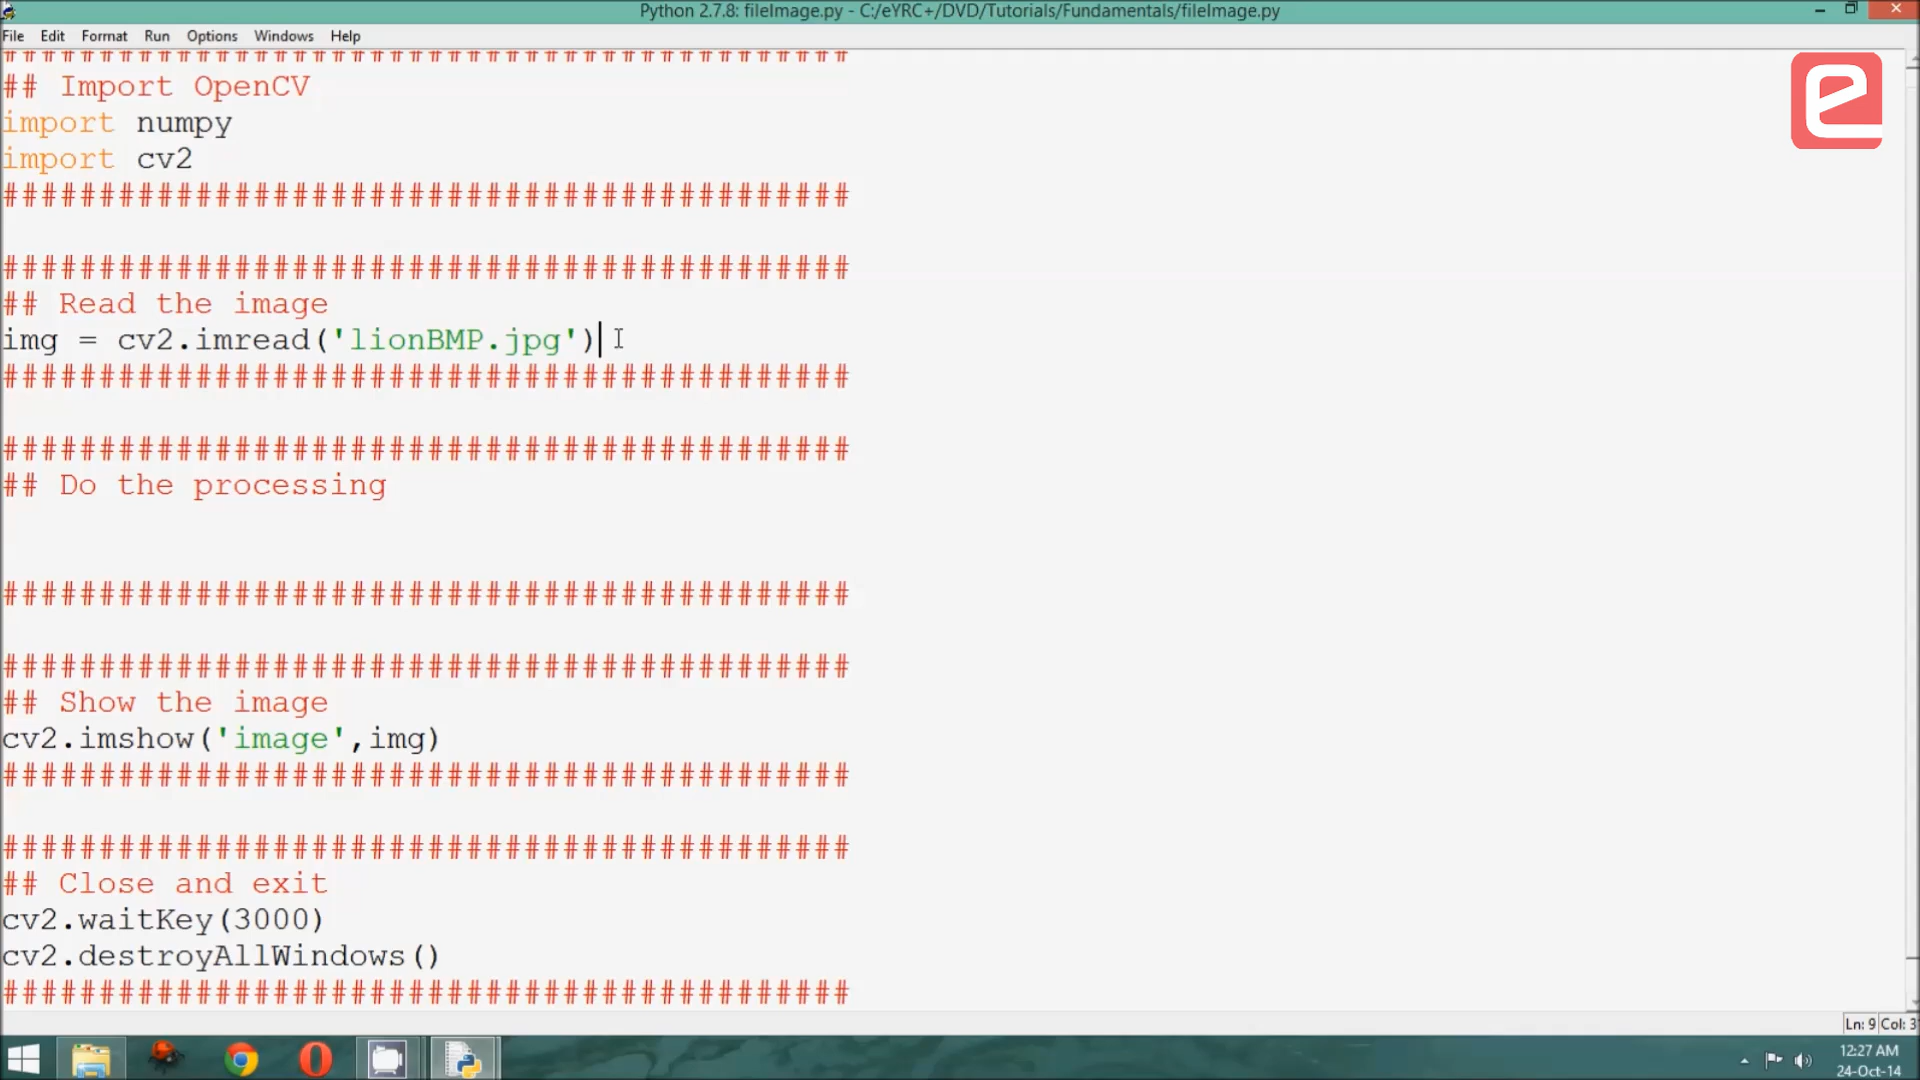 Python 2.7.8: fileImage.py - C:/eYRC+/DVD/Tutorials/Fundamentals/fileImage.py
File Edit Format Run Options Windows Help
############################################
## Import OpenCV
import numpy
import cv2
############################################
############################################
## Read the image
img = cv2.imread('lionBMP.jpg')
############################################
############################################
## Do the processing
############################################
############################################
## Show the image
cv2.imshow('image',img)
############################################
############################################
## Close and exit
cv2.waitKey(3000)
cv2.destroyAllWindows()
############################################
Ln: 9 Col: 3
12:27 AM
24-Oct-14